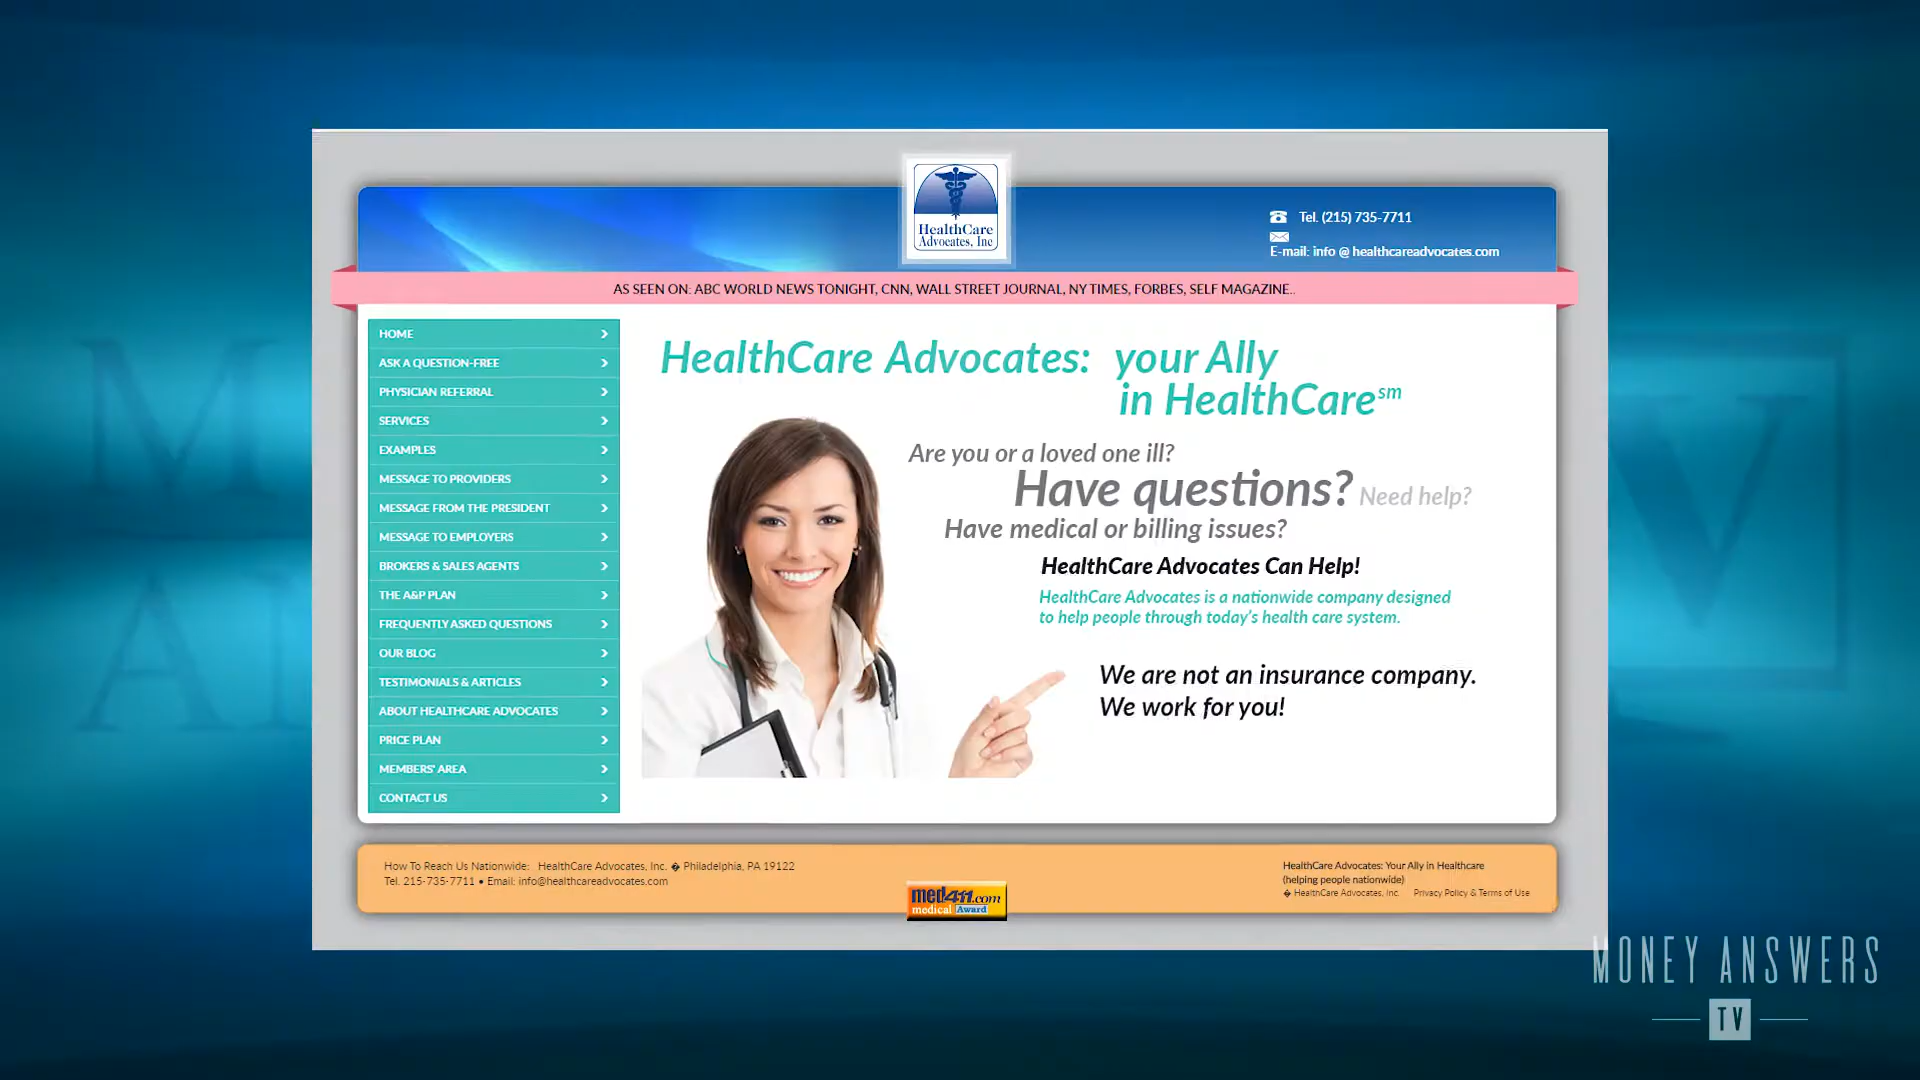 HealthCare
Advocates, Inc
Tel. (215) 735-7711
E-mail: info @ healthcareadvocates.com
AS SEEN ON: ABC WORLD NEWS TONIGHT, CNN, WALL STREET JOURNAL, NY TIMES, FORBES, SELF MAGAZINE..
HOME
ASK A QUESTION-FREE
PHYSICIAN REFERRAL
SERVICES
EXAMPLES
MESSAGE TO PROVIDERS
MESSAGE FROM THE PRESIDENT
MESSAGE TO EMPLOYERS
BROKERS & SALES AGENTS
THE A&P PLAN
FREQUENTLY ASKED QUESTIONS
OUR BLOG
TESTIMONIALS & ARTICLES
ABOUT HEALTHCARE ADVOCATES
PRICE PLAN
MEMBERS' AREA
CONTACT US
HealthCare Advocates: your Ally
in HealthCare℠
Are you or a loved one ill?
Have questions? Need help?
Have medical or billing issues?
HealthCare Advocates Can Help!
HealthCare Advocates is a nationwide company designed
to help people through today's health care system.
We are not an insurance company.
We work for you!
How To Reach Us Nationwide: HealthCare Advocates, Inc. � Philadelphia, PA 19122
Tel. 215-735-7711 • Email: info@healthcareadvocates.com
med411.com
medical Award
HealthCare Advocates: Your Ally in Healthcare
(helping people nationwide)
� HealthCare Advocates, Inc. Privacy Policy & Terms of Use
MONEY ANSWERS
TV